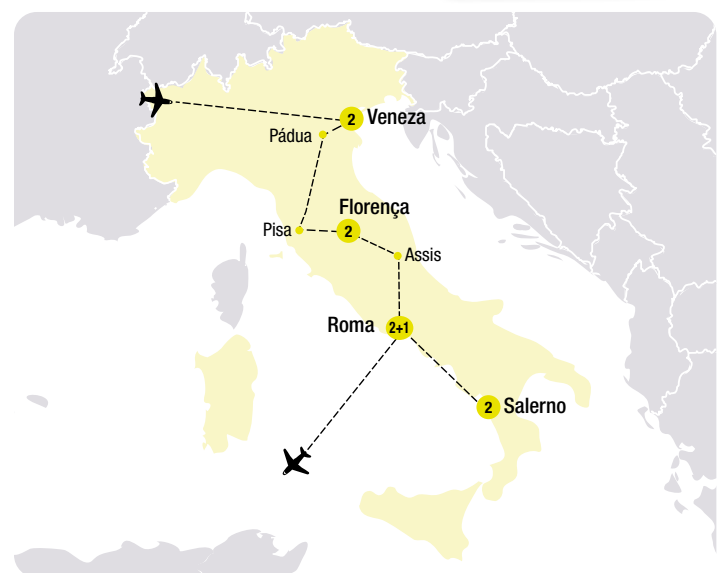 2 Veneza
Pádua
Florença
Pisa
2
Assis
Roma 2+1
2 Salerno